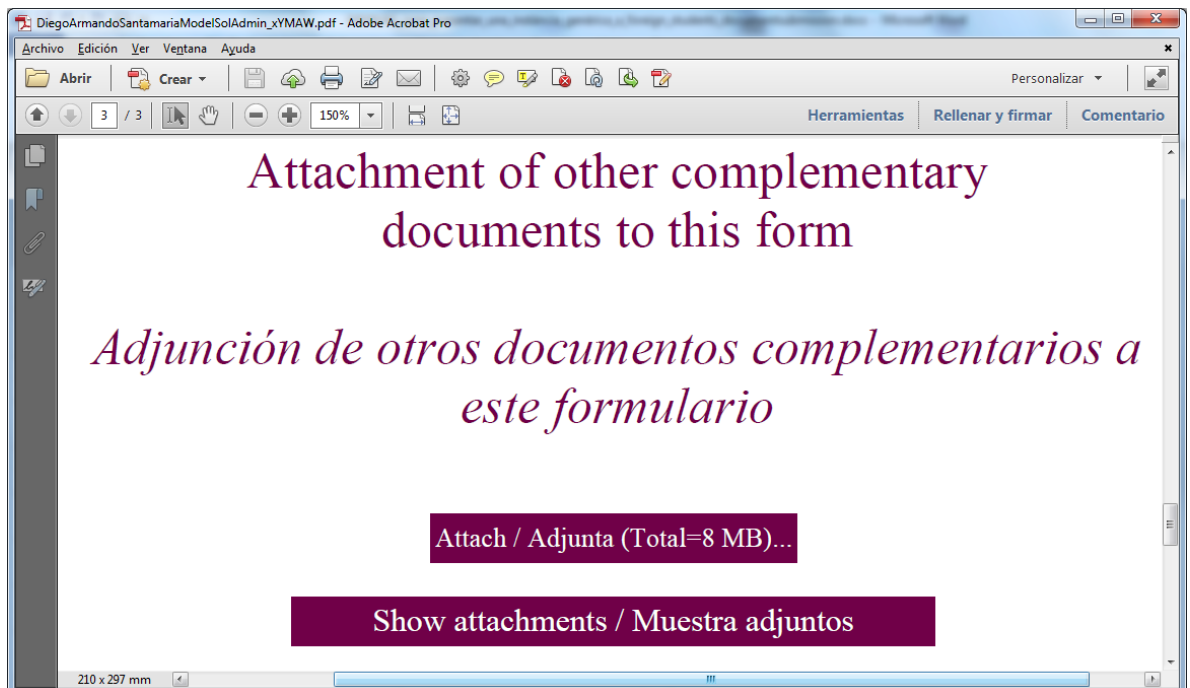 DiegoArmandoSantamariaModelSolAdmin_xYMAW.pdf - Adobe Acrobat Pro
Archivo Edición Ver Ventana Ayuda
Abrir Crear Personalizar
3 / 3 150% Herramientas Rellenar y firmar Comentario
Attachment of other complementary
documents to this form
Adjunción de otros documentos complementarios a
este formulario
Attach / Adjunta (Total=8 MB)...
Show attachments / Muestra adjuntos
210 x 297 mm